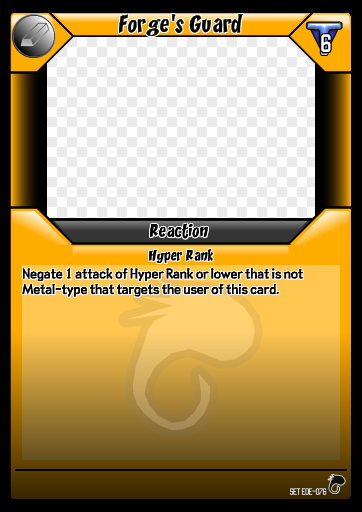 Forge's Guard
6
Reaction
Hyper Rank
Negate 1 attack of Hyper Rank or lower that is not
Metal-type that targets the user of this card.
SET EOE-076